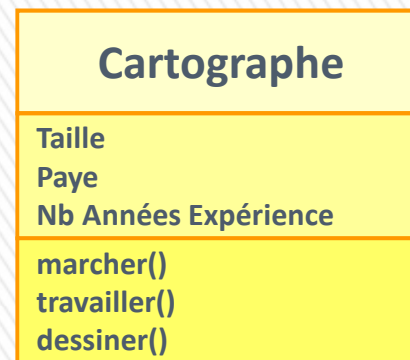 Cartographe
Taille
Paye
Nb Années Expérience
marcher()
travailler()
dessiner()